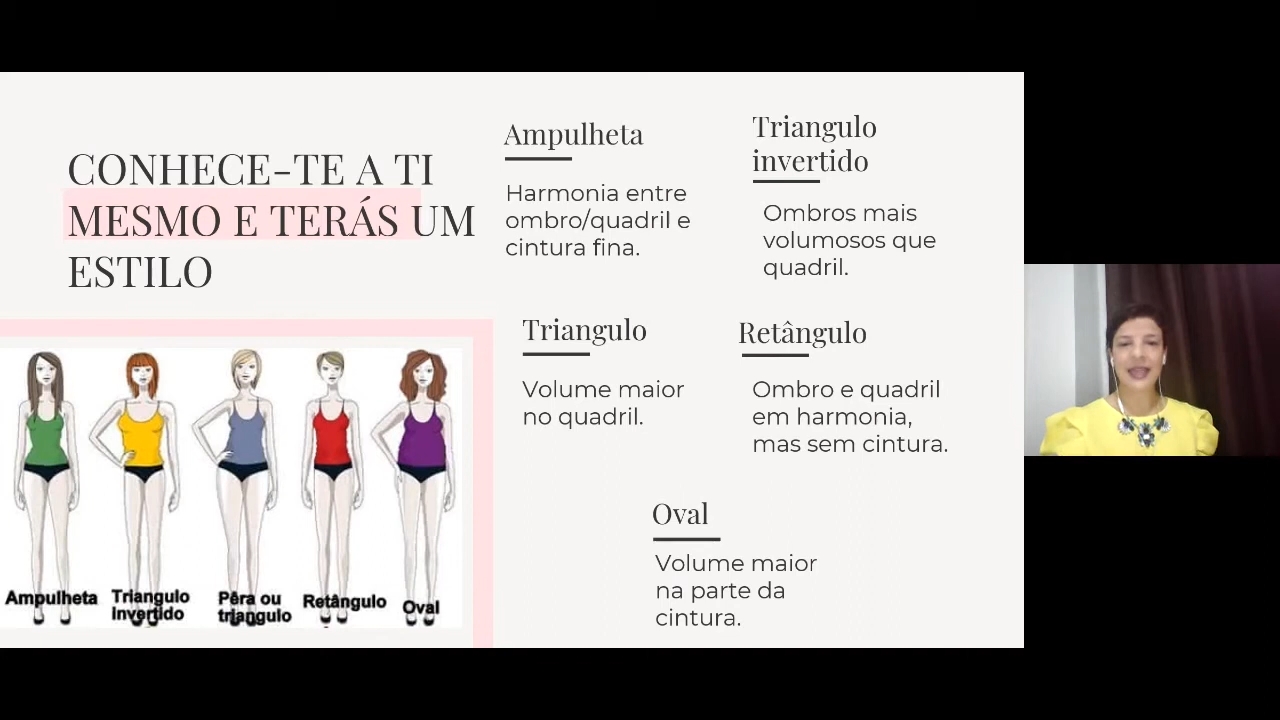 CONHECE-TE A TI
MESMO E TERÁS UM
ESTILO
Ampulheta
Harmonia entre
ombro/quadril e
cintura fina.
Triangulo
invertido
Ombros mais
volumosos que
quadril.
Triangulo
Volume maior
no quadril.
Retângulo
Ombro e quadril
em harmonia,
mas sem cintura.
Oval
Volume maior
na parte da
cintura.
Ampulheta
Triangulo
Invertido
Pêra ou
triangulo
Retângulo
Oval